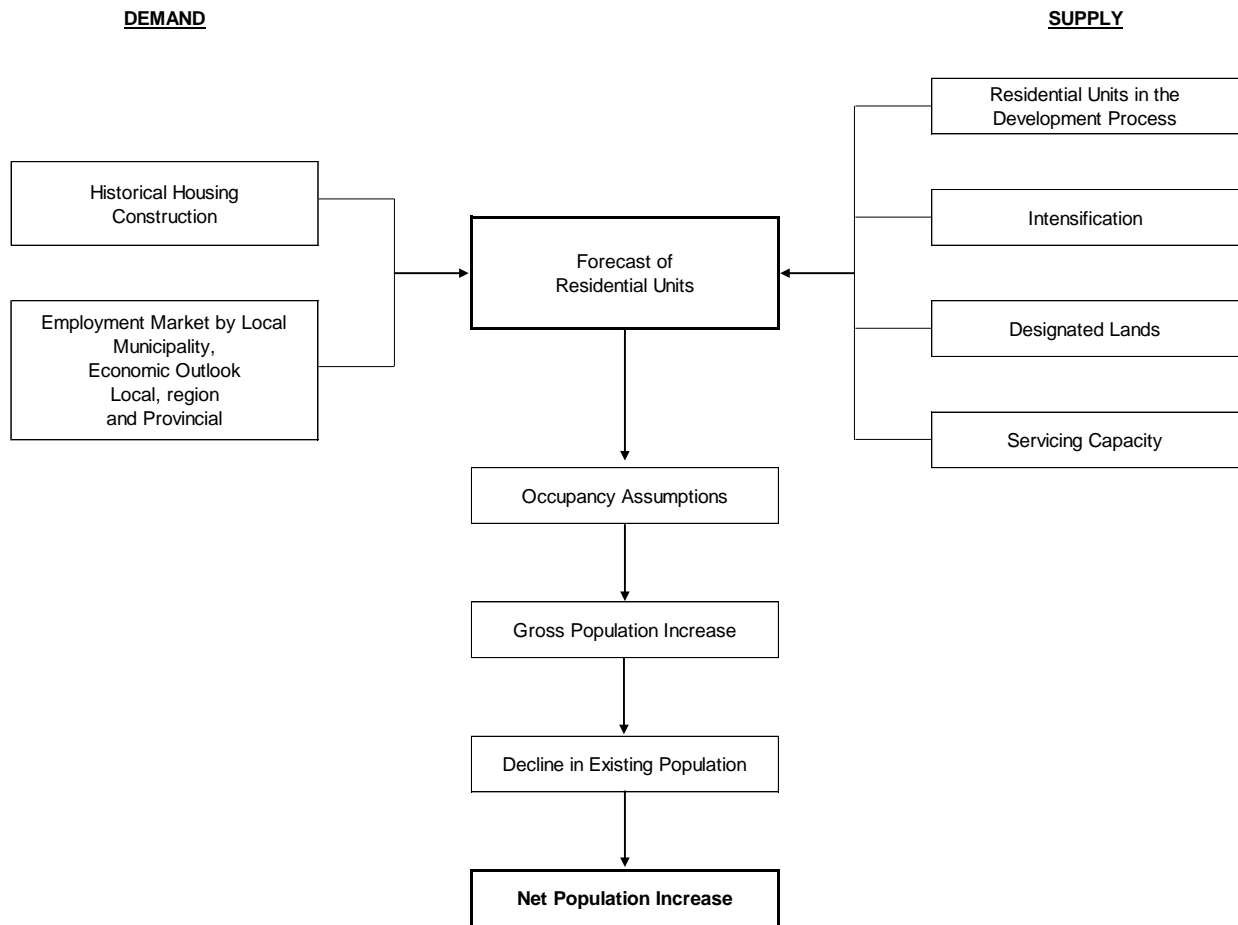 DEMAND
SUPPLY
Historical Housing
Construction
Employment Market by Local
Municipality,
Economic Outlook
Local, region
and Provincial
Forecast of
Residential Units
Residential Units in the
Development Process
Intensification
Designated Lands
Servicing Capacity
Occupancy Assumptions
Gross Population Increase
Decline in Existing Population
Net Population Increase